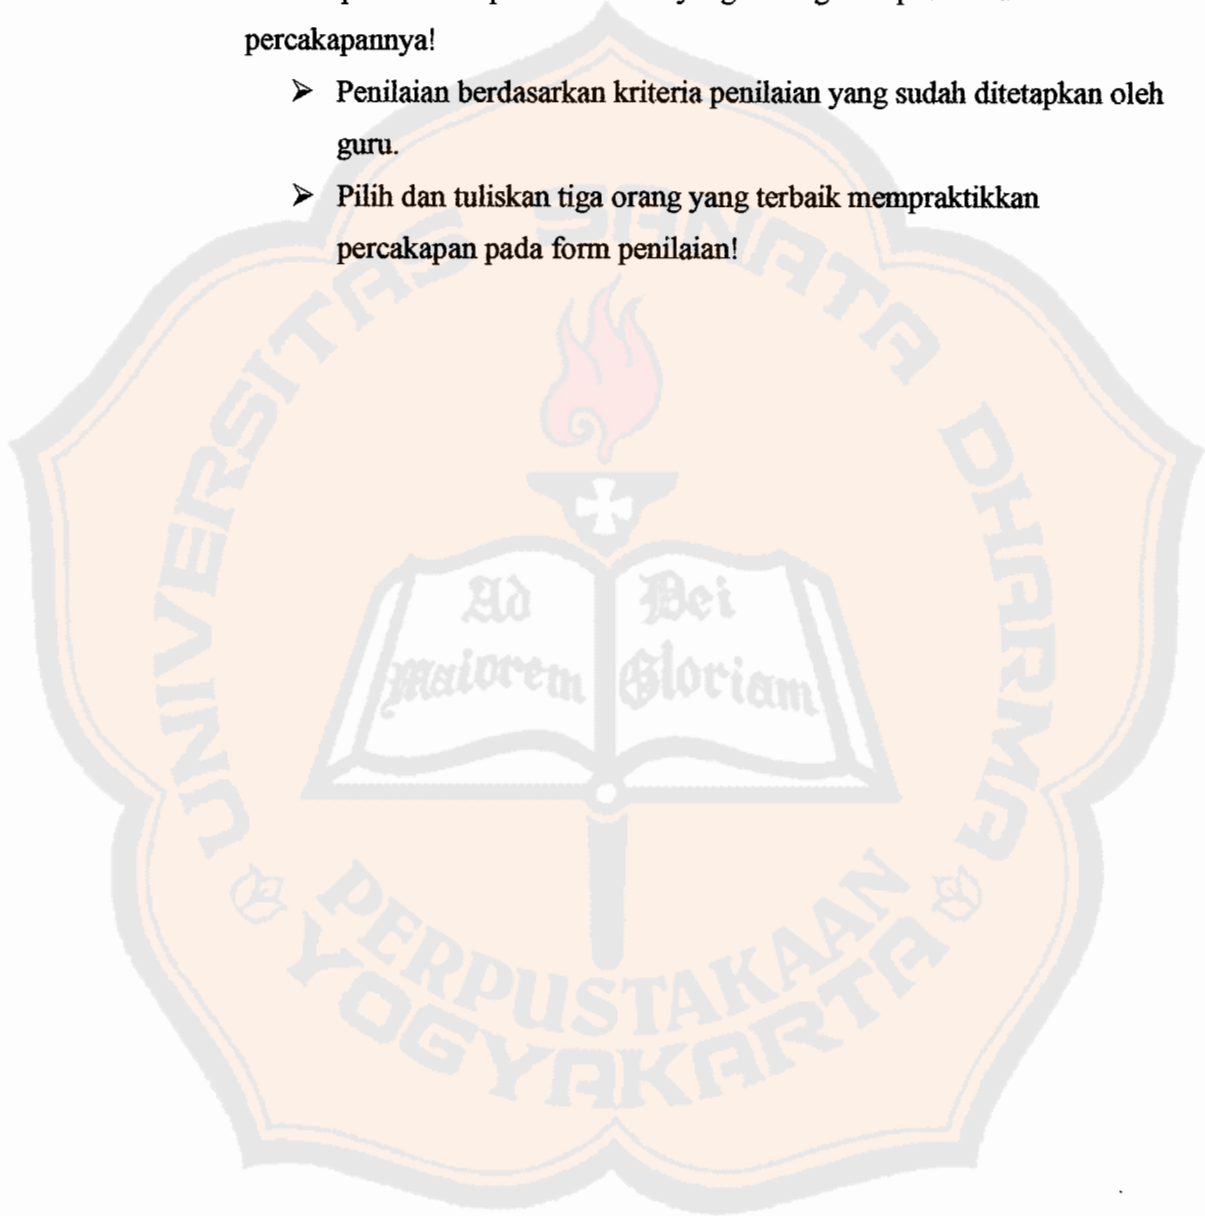 percakapannya!
➤ Penilaian berdasarkan kriteria penilaian yang sudah ditetapkan oleh
guru.
➤ Pilih dan tuliskan tiga orang yang terbaik mempraktikkan
percakapan pada form penilaian!
UNIVERSITAS SANATA DHARMA
Ad Dei
maiorem Gloriam
PERPUSTAKAAN
YOGYAKARTA